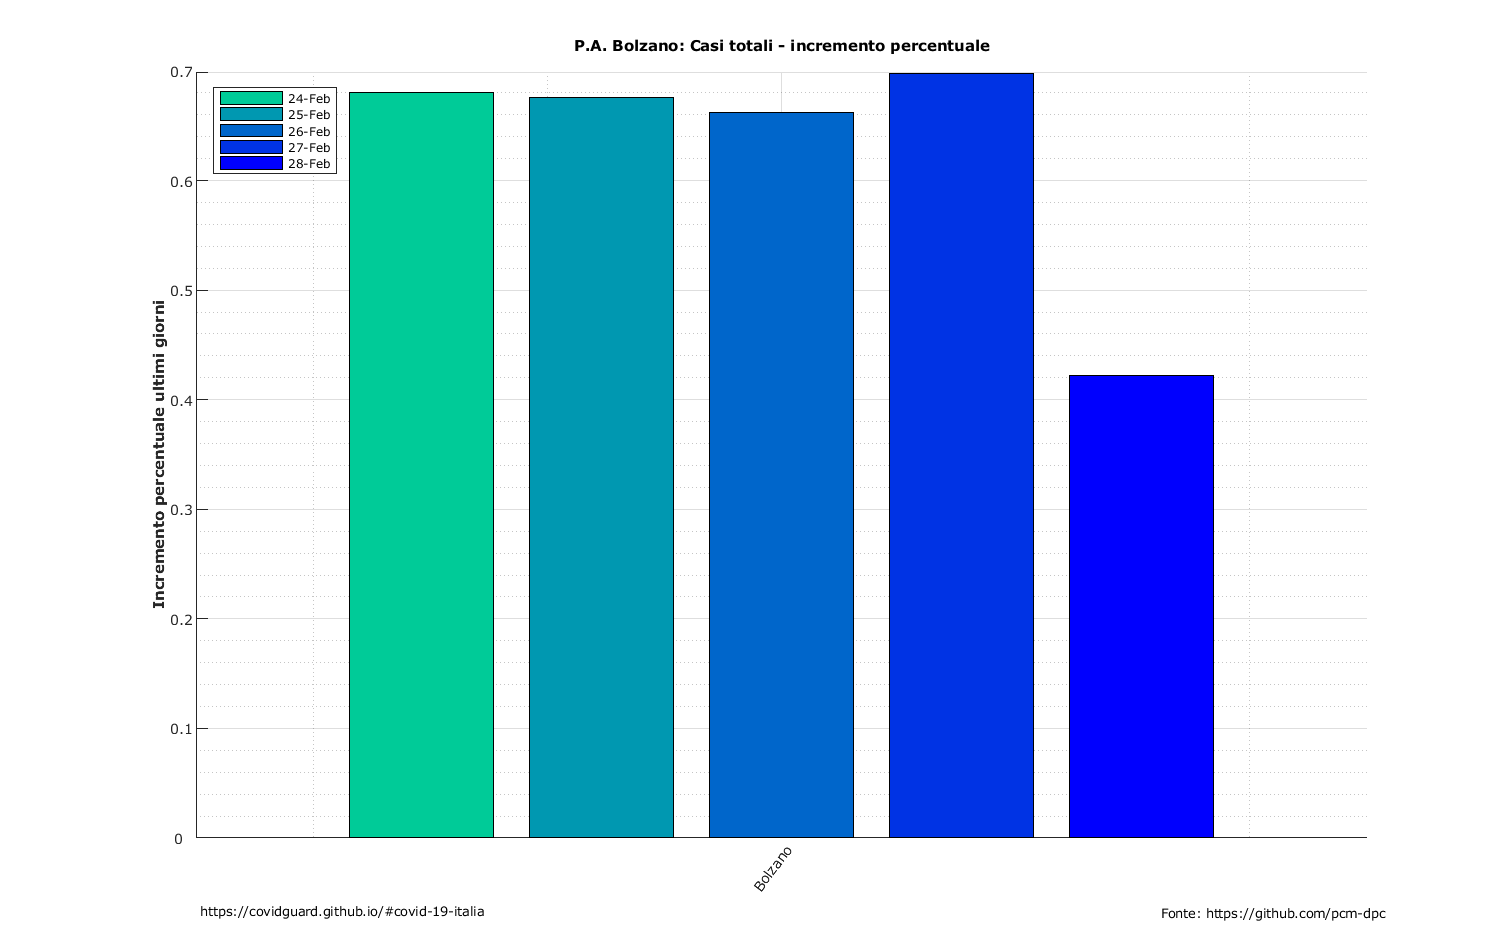 P.A. Bolzano: Casi totali - incremento percentuale
Incremento percentuale ultimi giorni
0.7
0.6
0.5
0.4
0.3
0.2
0.1
0
24-Feb
25-Feb
26-Feb
27-Feb
28-Feb
Bolzano
https://covidguard.github.io/#covid-19-italia
Fonte: https://github.com/pcm-dpc